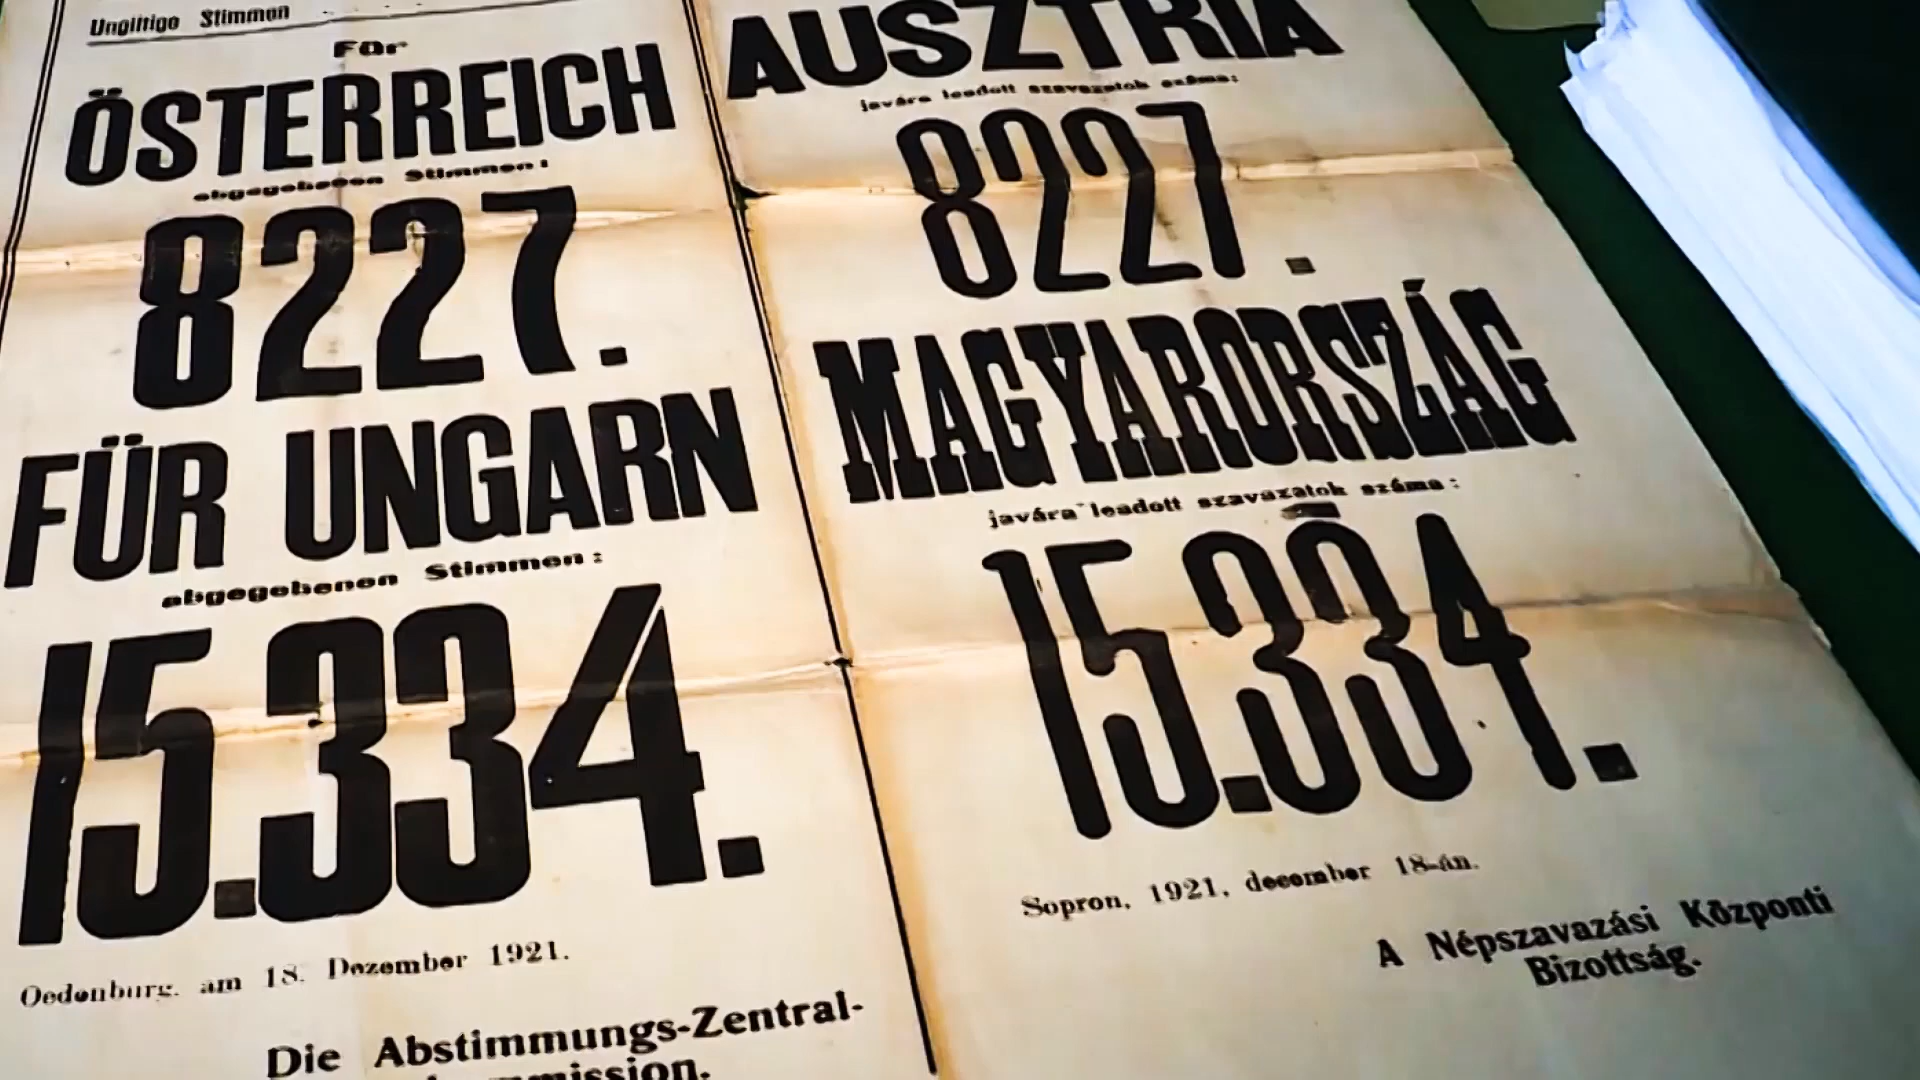 Ungiltige Stimmen
Für
ÖSTERREICH
abgegebenen Stimmen:
8227.
FÜR UNGARN
abgegebenen Stimmen:
15.334.
Oedenburg, am 18. Dezember 1921.
Die Abstimmungs-Zentral-
AUSZTRIA
javára leadott szavazatok száma:
8227.
MAGYARORSZÁG
javára leadott szavazatok száma:
15.334.
Sopron, 1921, december 18-án.
A Népszavazási Központi
Bizottság.